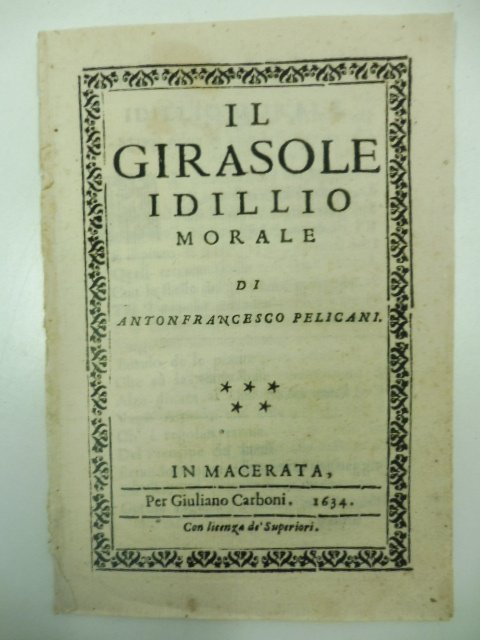 IL
GIRASOLE
IDILLIO
MORALE
DI
ANTONFRANCESCO PELICANI.
IN MACERATA,
Per Giuliano Carboni. 1634.
Con licenza de' Superiori.